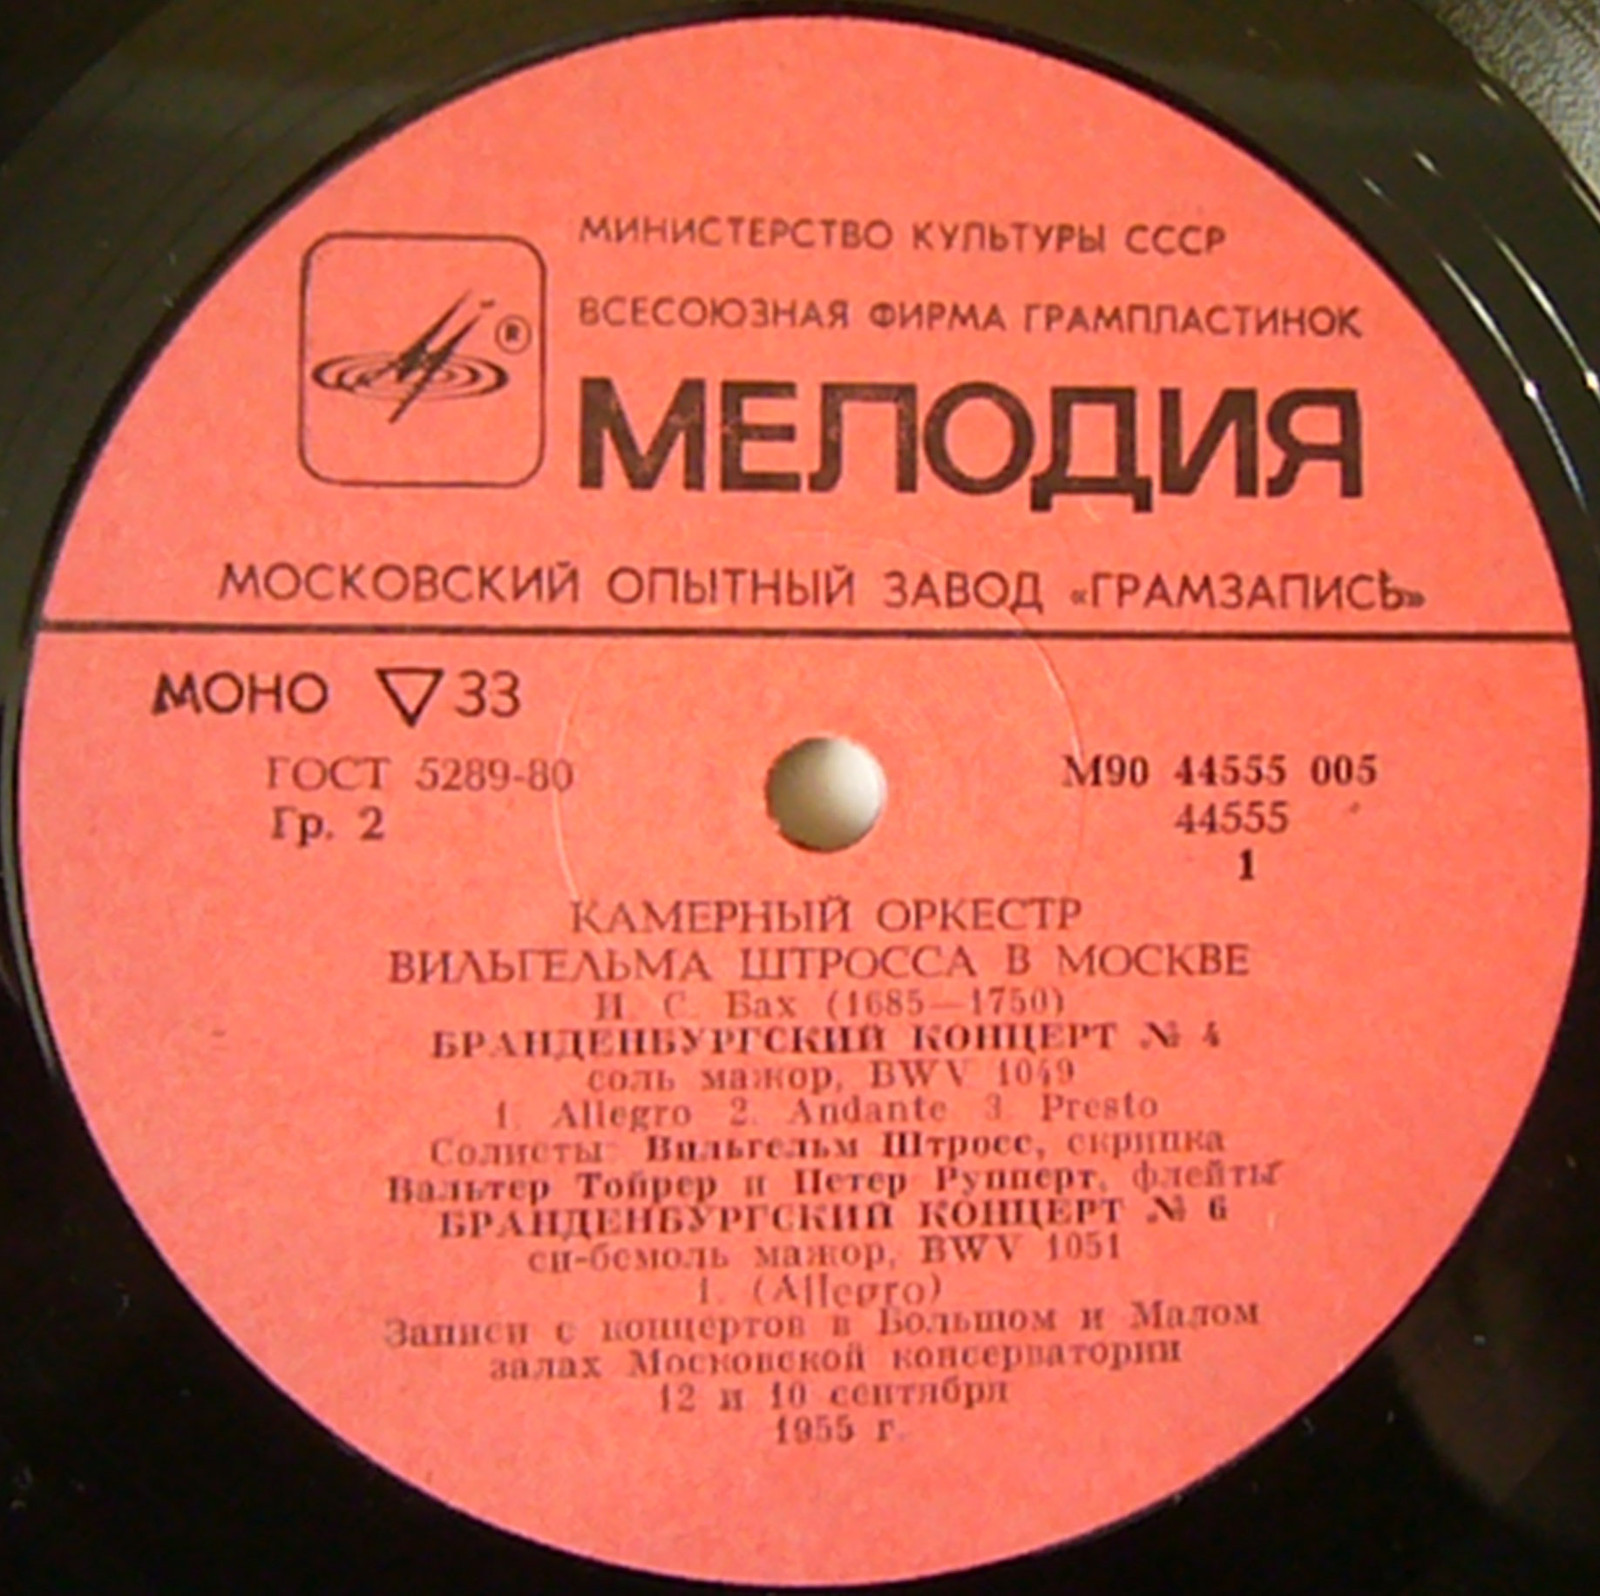 МИНИСТЕРСТВО КУЛЬТУРЫ СССР
ВСЕСОЮЗНАЯ ФИРМА ГРАМПЛАСТИНОК
®
МЕЛОДИЯ
МОСКОВСКИЙ ОПЫТНЫЙ ЗАВОД «ГРАМЗАПИСЬ»
МОНО ▽ 33
ГОСТ 5289-80
Гр. 2
М90 44555 005
44555
1
КАМЕРНЫЙ ОРКЕСТР
ВИЛЬГЕЛЬМА ШТРОССА В МОСКВЕ
И. С. Бах (1685—1750)
БРАНДЕНБУРГСКИЙ КОНЦЕРТ № 4
соль мажор, BWV 1049
1. Allegro 2. Andante 3. Presto
Солисты: Вильгельм Штросс, скрипка
Вальтер Тойрер и Петер Рупперт, флейты
БРАНДЕНБУРГСКИЙ КОНЦЕРТ № 6
си-бемоль мажор, BWV 1051
1. (Allegro)
Записи с концертов в Большом и Малом
залах Московской консерватории
12 и 10 сентября
1955 г.